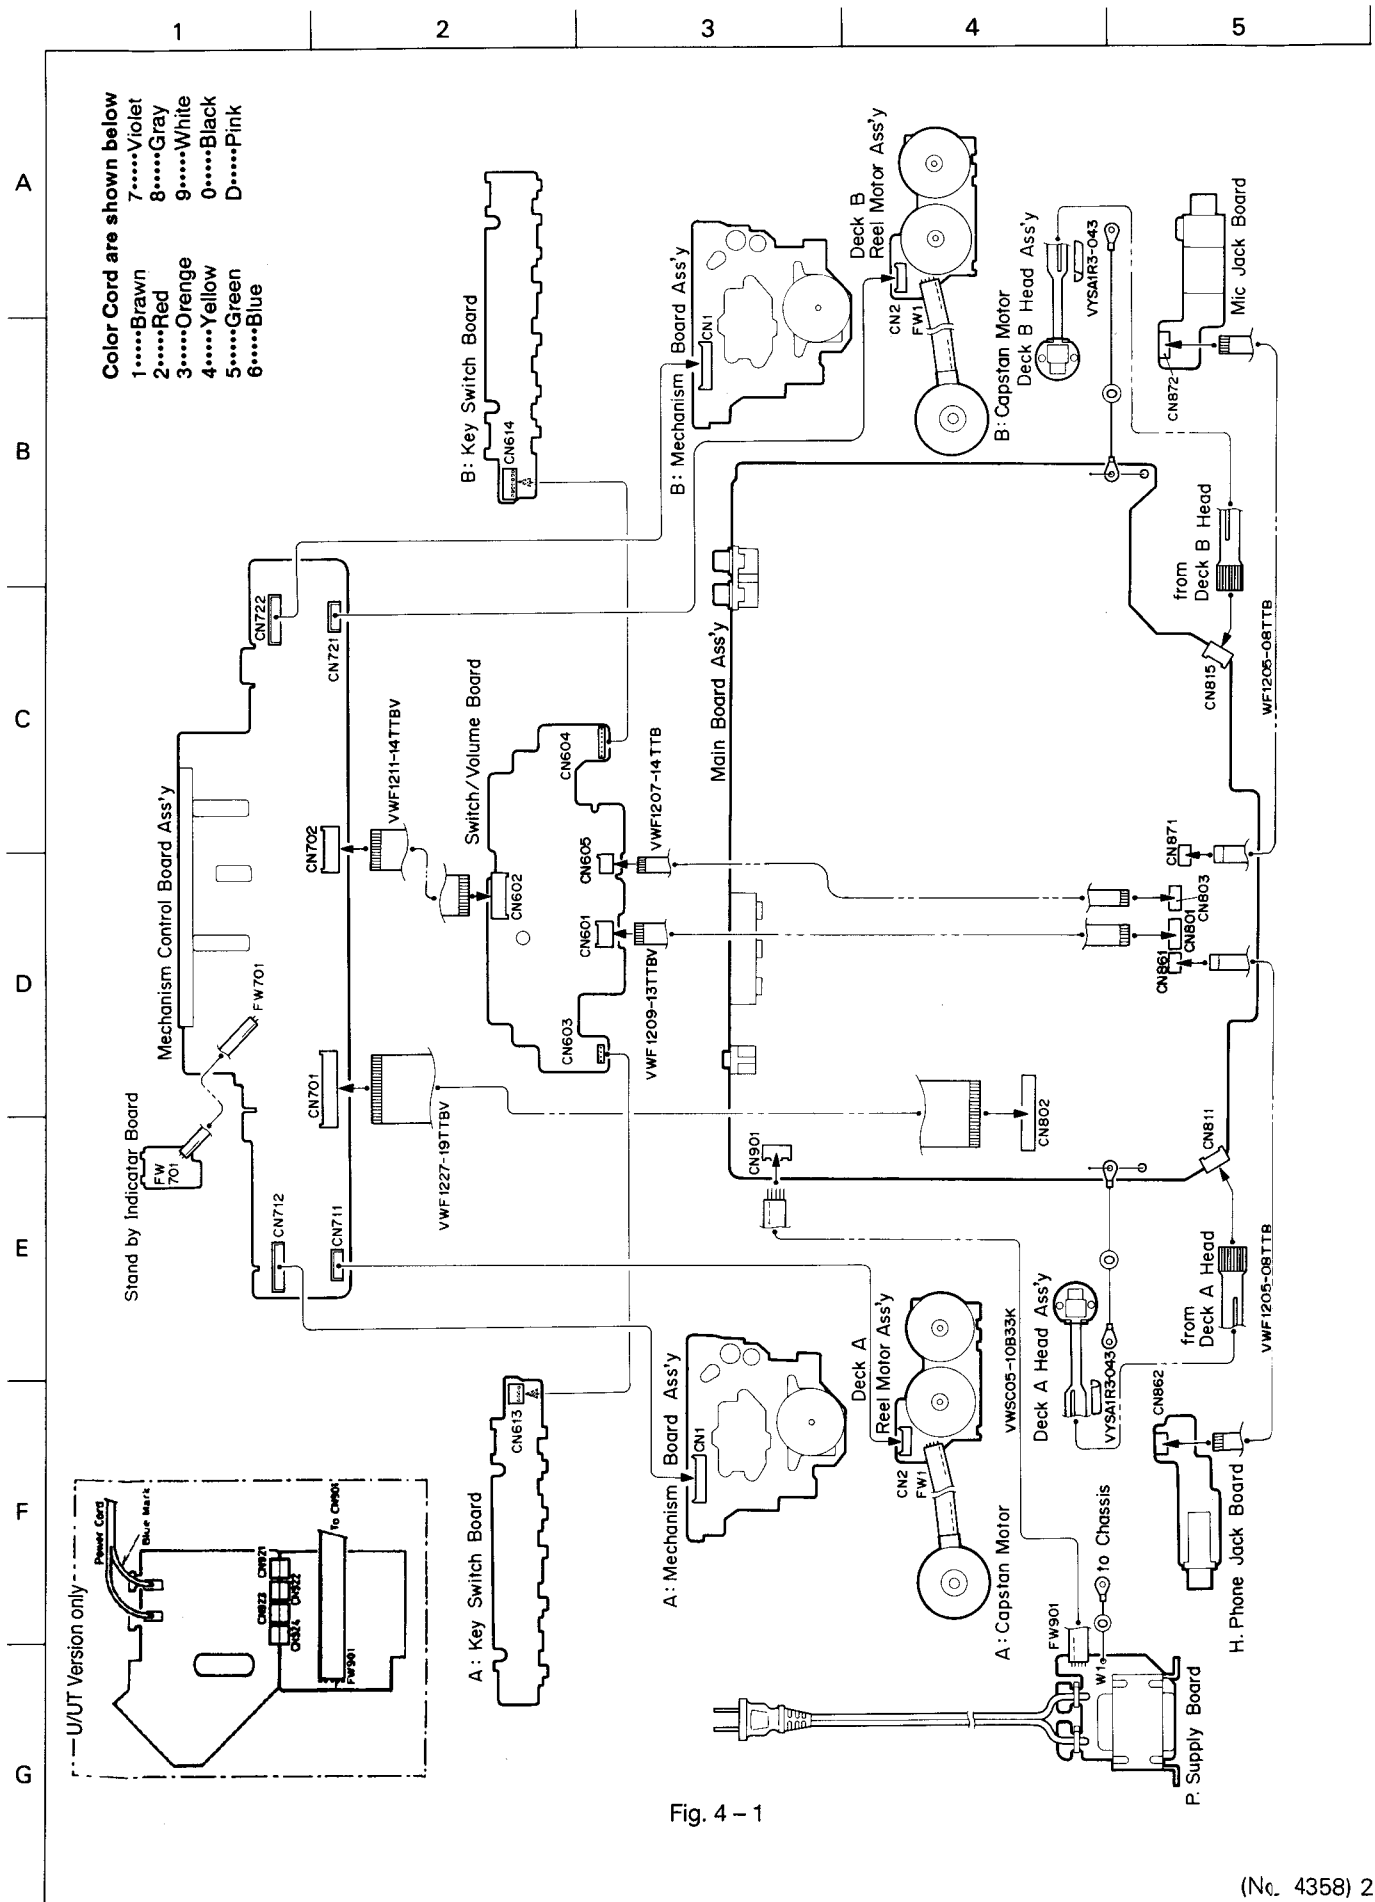 1 2 3 4 5
A
B
C
D
E
F
G
Color Cord are shown below
1•••••Brawn 7•••••Violet
2•••••Red 8•••••Gray
3•••••Orenge 9•••••White
4•••••Yellow 0•••••Black
5•••••Green D•••••Pink
6•••••Blue
B: Key Switch Board
CN614
B: Mechanism Board Ass'y
CN1
Deck B
Reel Motor Ass'y
CN2
FW1
B: Capstan Motor
Deck B Head Ass'y
VYSA1R3-043
Mic Jack Board
CN872
from
Deck B Head
WF1205-08TTB
CN815
Mechanism Control Board Ass'y
CN722
CN721
CN702
CN701
CN712
CN711
FW701
Stand by Indicator Board
FW
701
VWF1211-14TTBV
Switch/Volume Board
CN604
CN605
CN602
CN601
CN603
VWF1207-14TTB
VWF1209-13TTBV
VWF1227-19TTBV
Main Board Ass'y
CN871
CN803
CN801
CN861
CN802
CN901
CN811
A: Key Switch Board
CN613
A: Mechanism Board Ass'y
CN1
Deck A
Reel Motor Ass'y
CN2
FW1
A: Capstan Motor
VWSC05-10B33K
Deck A Head Ass'y
VYSA1R3-043
from
Deck A Head
VWF1205-08TTB
CN862
H. Phone Jack Board
FW901
to Chassis
W1
P. Supply Board
U/UT Version only
Power Cord
Blue Mark
CN921
CN922
CN923
CN924
To CN901
FW901
Fig. 4 – 1
(No. 4358) 2